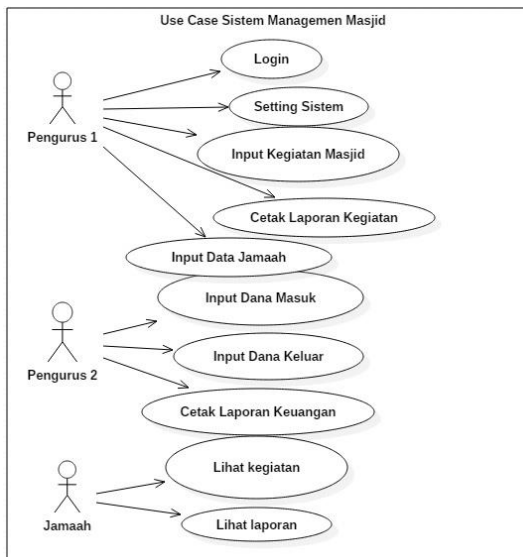 Use Case Sistem Managemen Masjid
Login
Setting Sistem
Pengurus 1
Input Kegiatan Masjid
Cetak Laporan Kegiatan
Input Data Jamaah
Input Dana Masuk
Input Dana Keluar
Pengurus 2
Cetak Laporan Keuangan
Lihat kegiatan
Lihat laporan
Jamaah